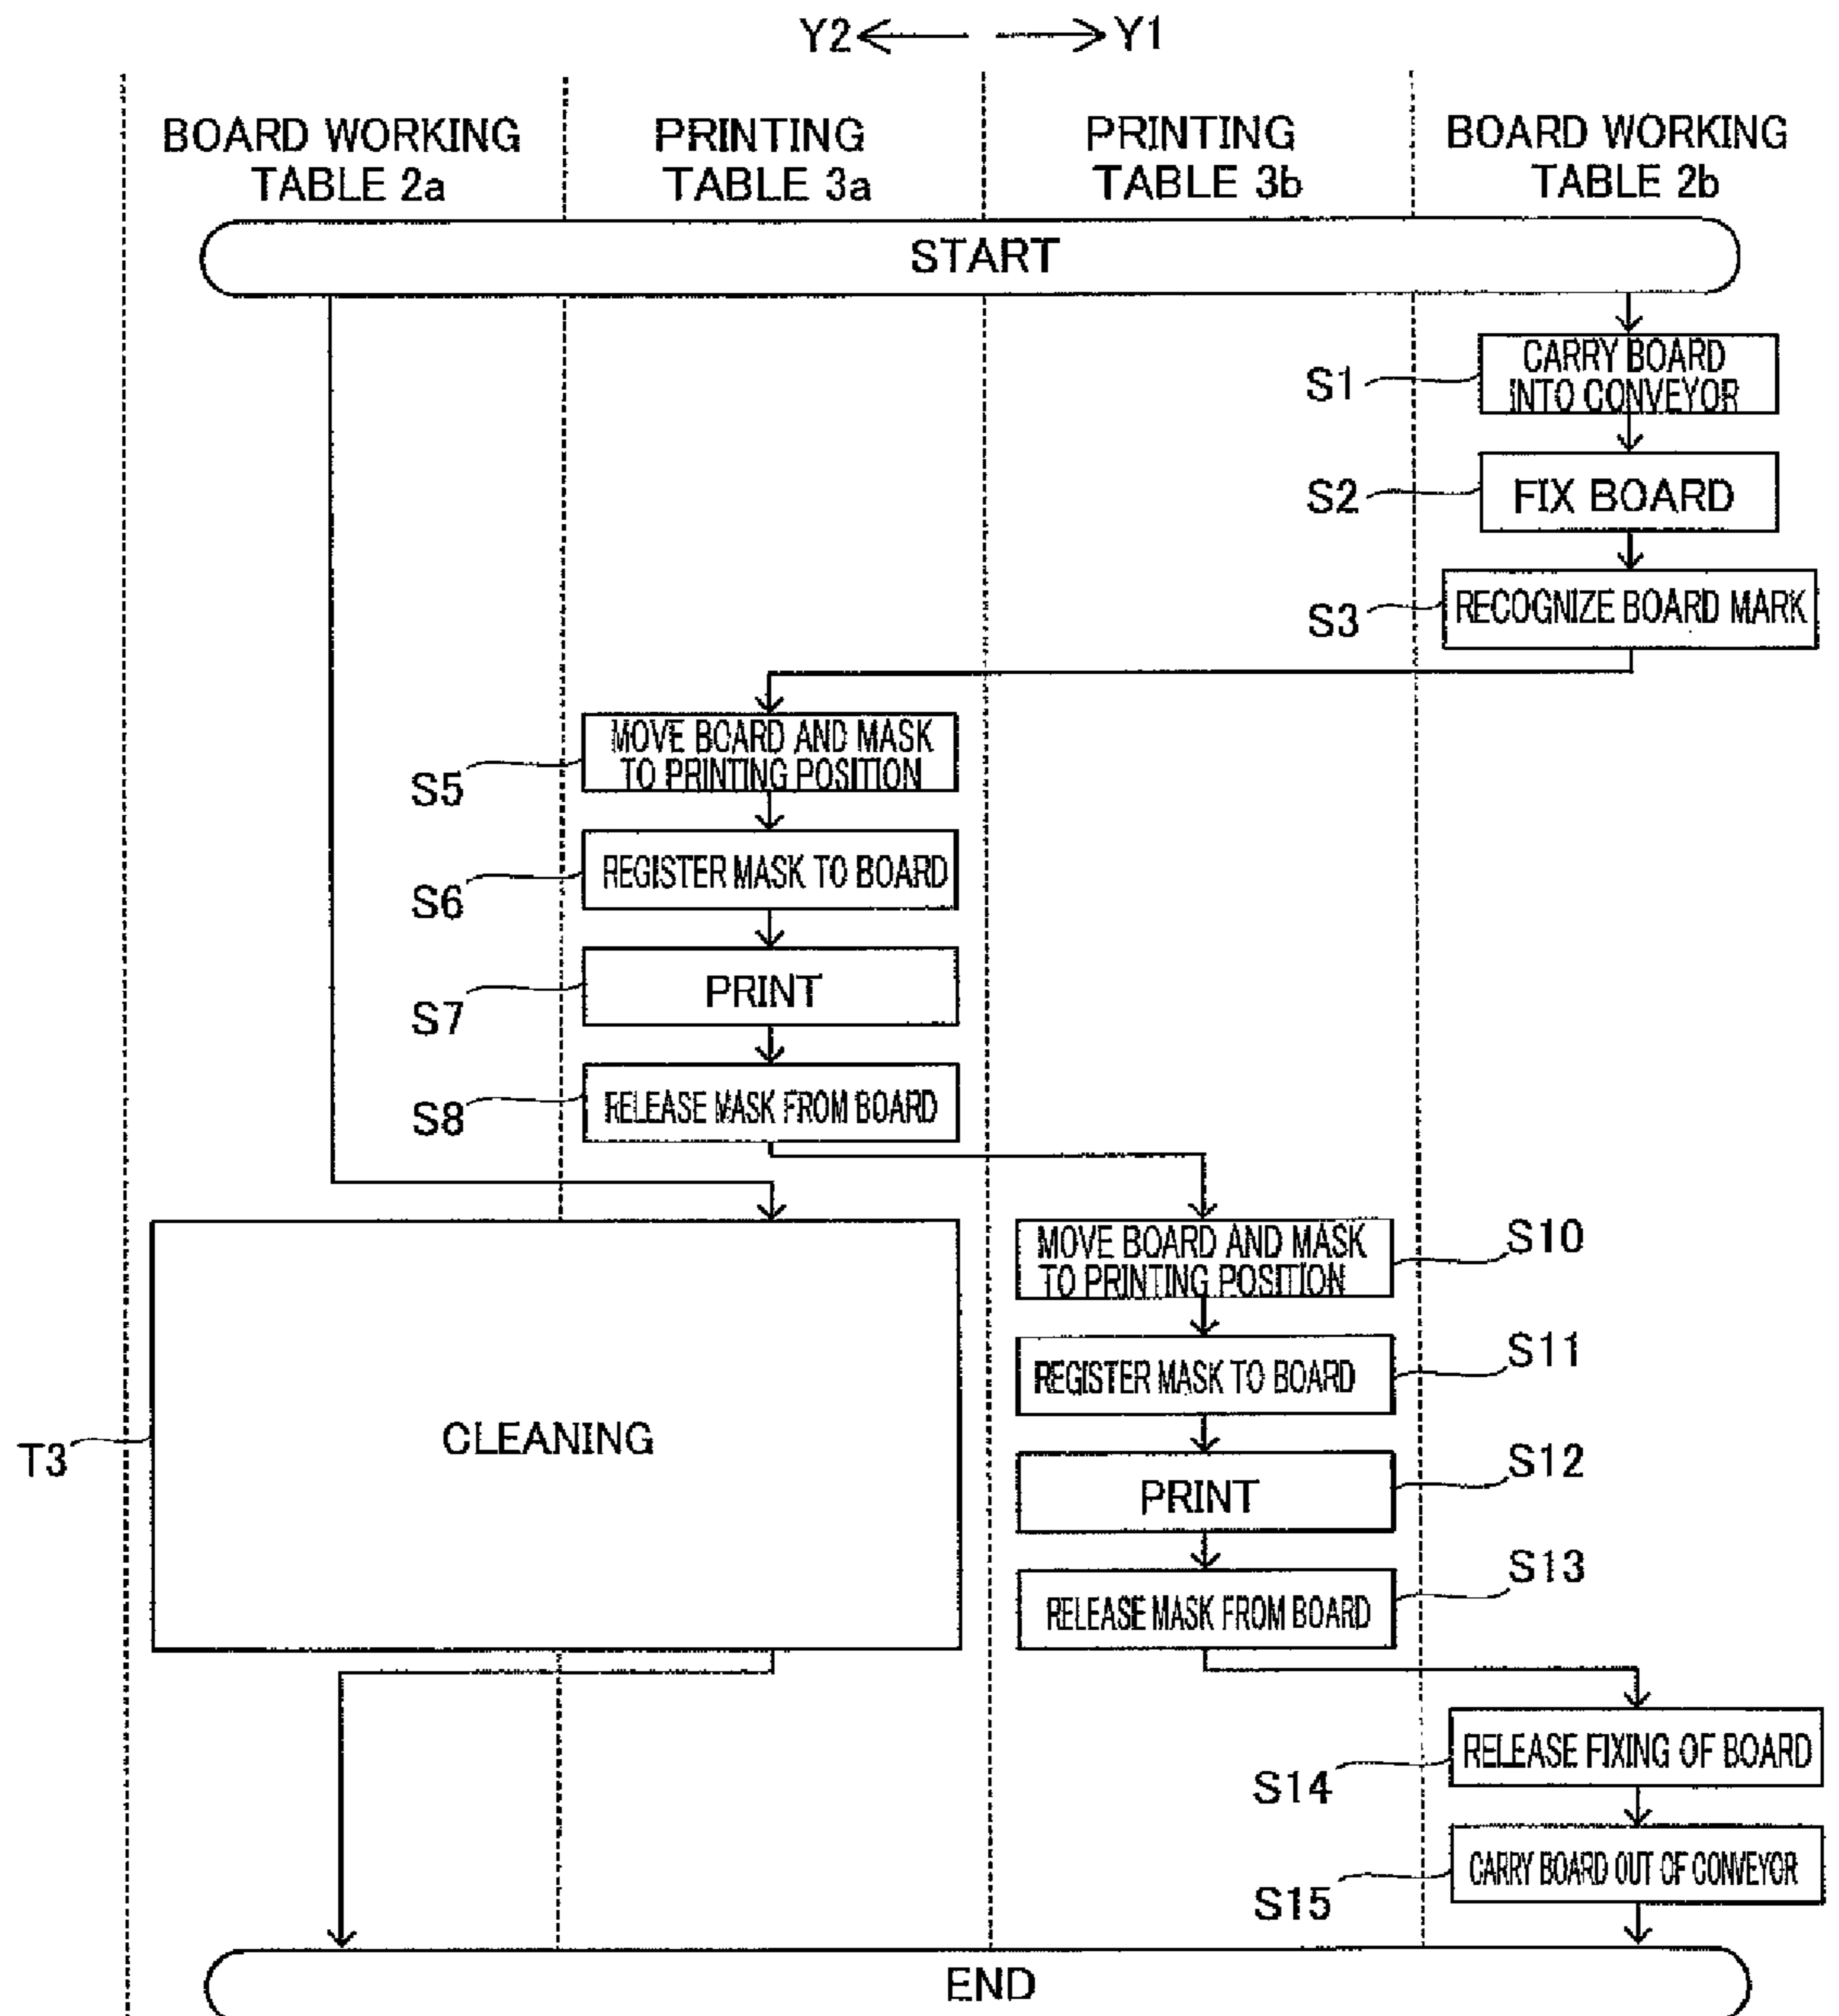 Y2 Y1
BOARD WORKING
TABLE 2a
PRINTING
TABLE 3a
PRINTING
TABLE 3b
BOARD WORKING
TABLE 2b
START
S1
CARRY BOARD
INTO CONVEYOR
S2
FIX BOARD
S3
RECOGNIZE BOARD MARK
S5
MOVE BOARD AND MASK
TO PRINTING POSITION
S6
REGISTER MASK TO BOARD
S7
PRINT
S8
RELEASE MASK FROM BOARD
T3
CLEANING
MOVE BOARD AND MASK
TO PRINTING POSITION
S10
REGISTER MASK TO BOARD
S11
PRINT
S12
RELEASE MASK FROM BOARD
S13
S14
RELEASE FIXING OF BOARD
S15
CARRY BOARD OUT OF CONVEYOR
END